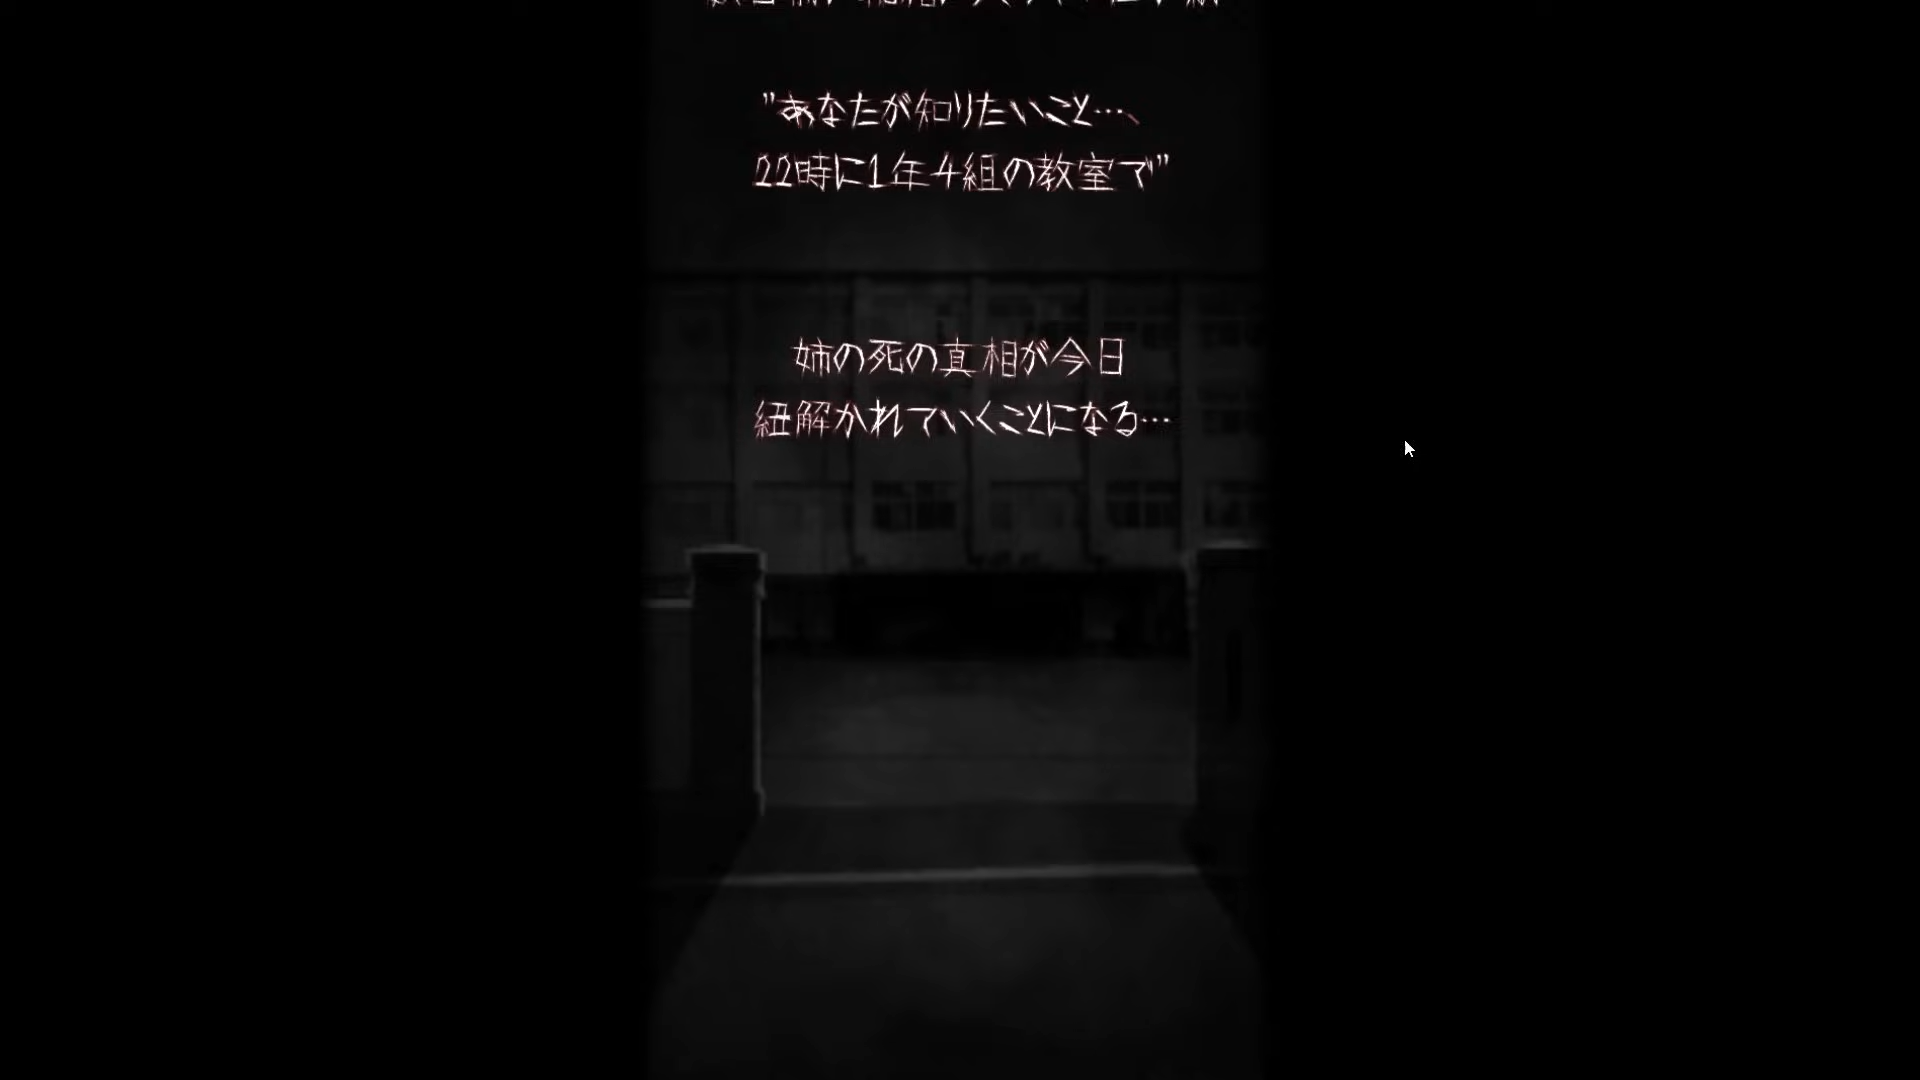 "あなたが知りたいこと…、
22時に1年4組の教室で"
姉の死の真相が今日
紐解かれていくことになる…